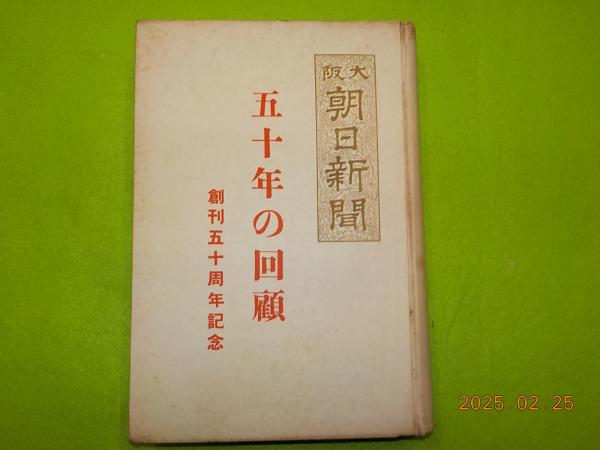 大阪
朝日新聞
五十年の回顧
創刊五十周年記念
2025.02.25